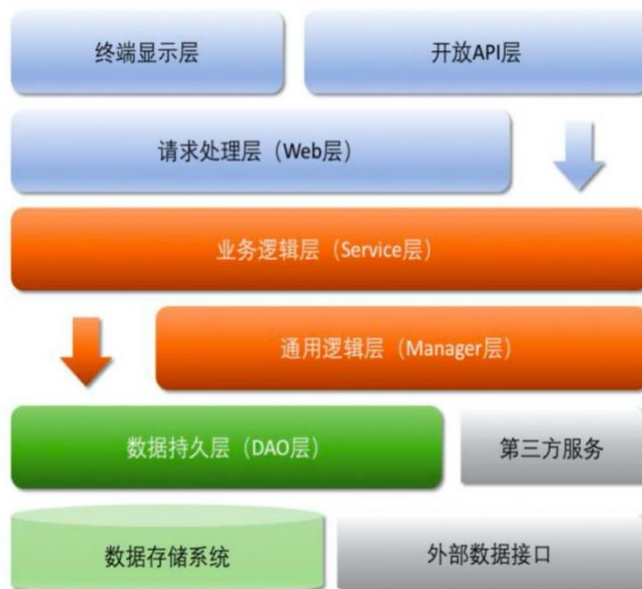 终端显示层
开放API层
请求处理层（Web层）
业务逻辑层（Service层）
通用逻辑层（Manager层）
数据持久层（DAO层）
第三方服务
数据存储系统
外部数据接口